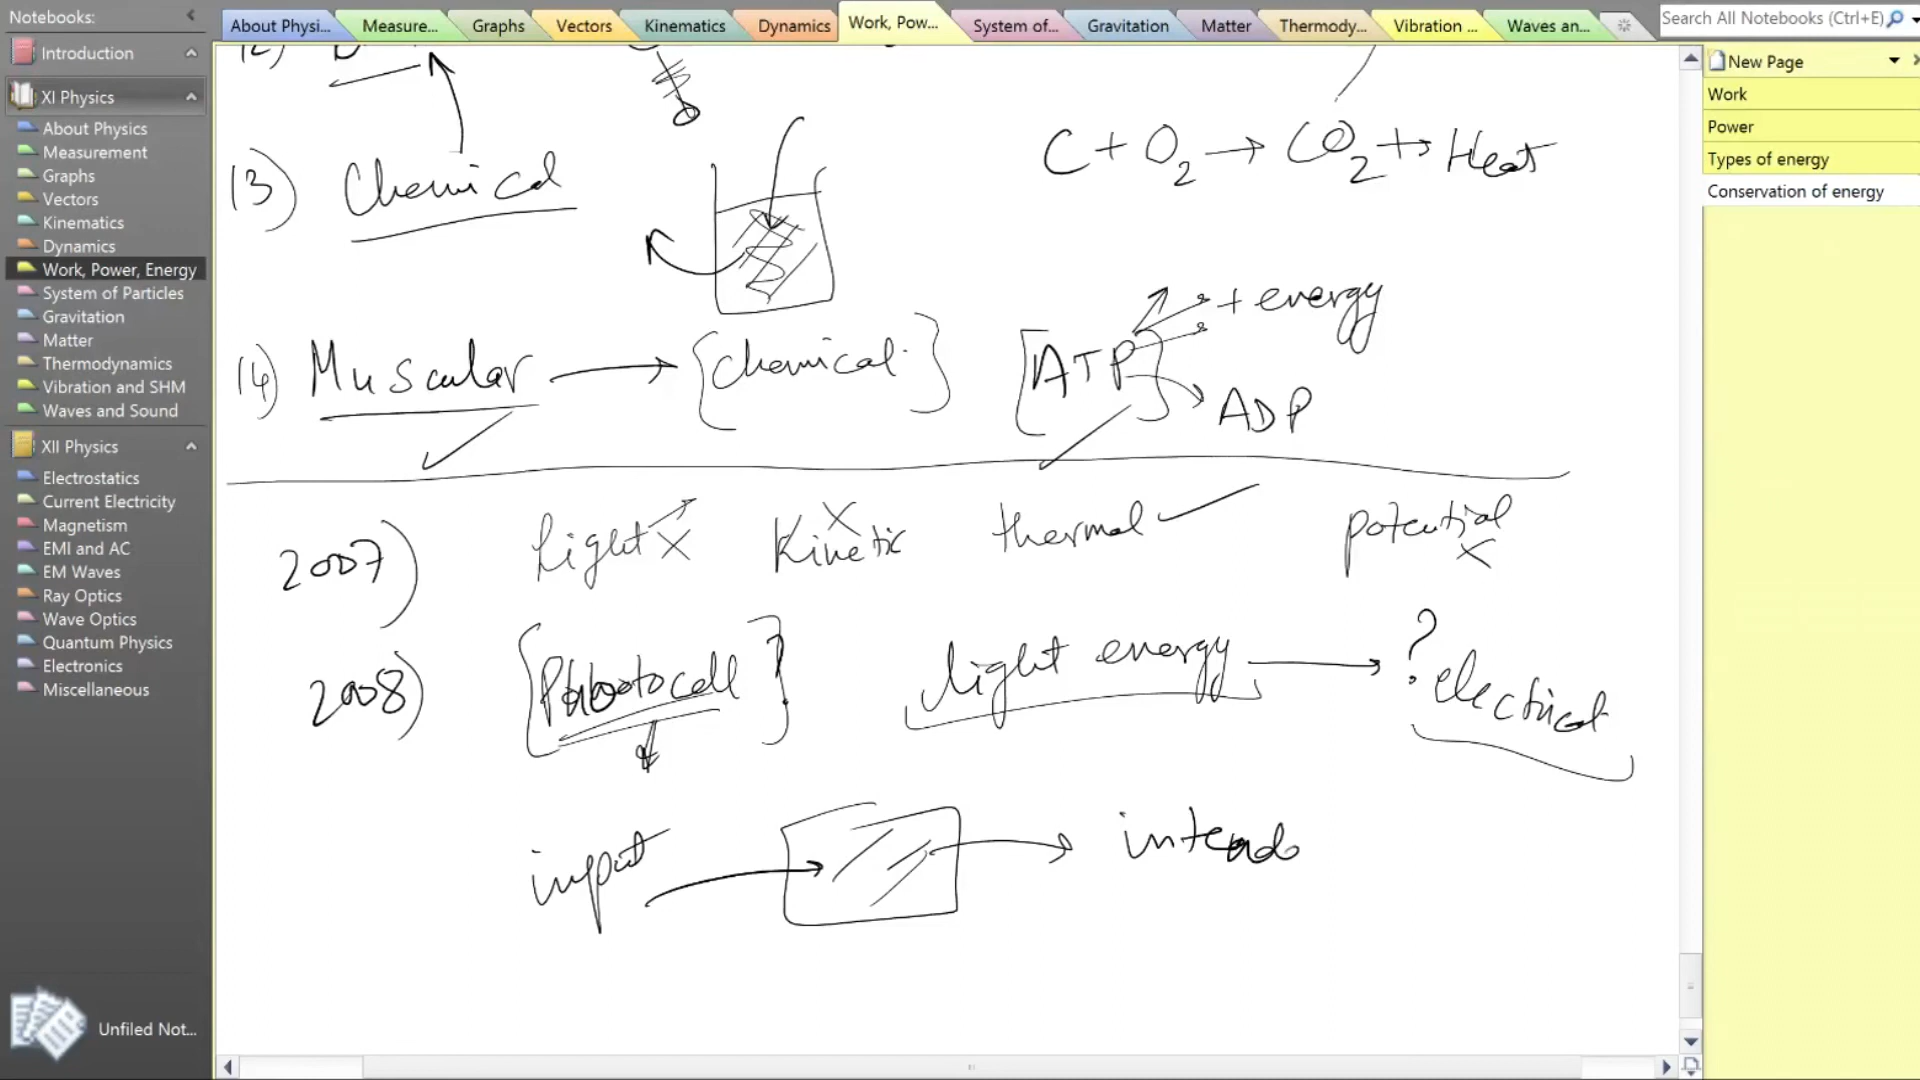 Notebooks:
Introduction
XI Physics
About Physics
Measurement
Graphs
Vectors
Kinematics
Dynamics
Work, Power, Energy
System of Particles
Gravitation
Matter
Thermodynamics
Vibration and SHM
Waves and Sound
XII Physics
Electrostatics
Current Electricity
Magnetism
EMI and AC
EM Waves
Ray Optics
Wave Optics
Quantum Physics
Electronics
Miscellaneous
Unfiled Not...
About Physi... Measure... Graphs Vectors Kinematics Dynamics Work, Pow... System of... Gravitation Matter Thermody... Vibration ... Waves an...
Search All Notebooks (Ctrl+E)
C + O2 → CO2 + → Heat
13) Chemical
14) Muscular → {chemical} [ATP] + energy
ADP
2007) light X Kinetic X thermal ✓ potential X
2008) {Photocell} light energy → ? electrical
input → → intend
New Page
Work
Power
Types of energy
Conservation of energy